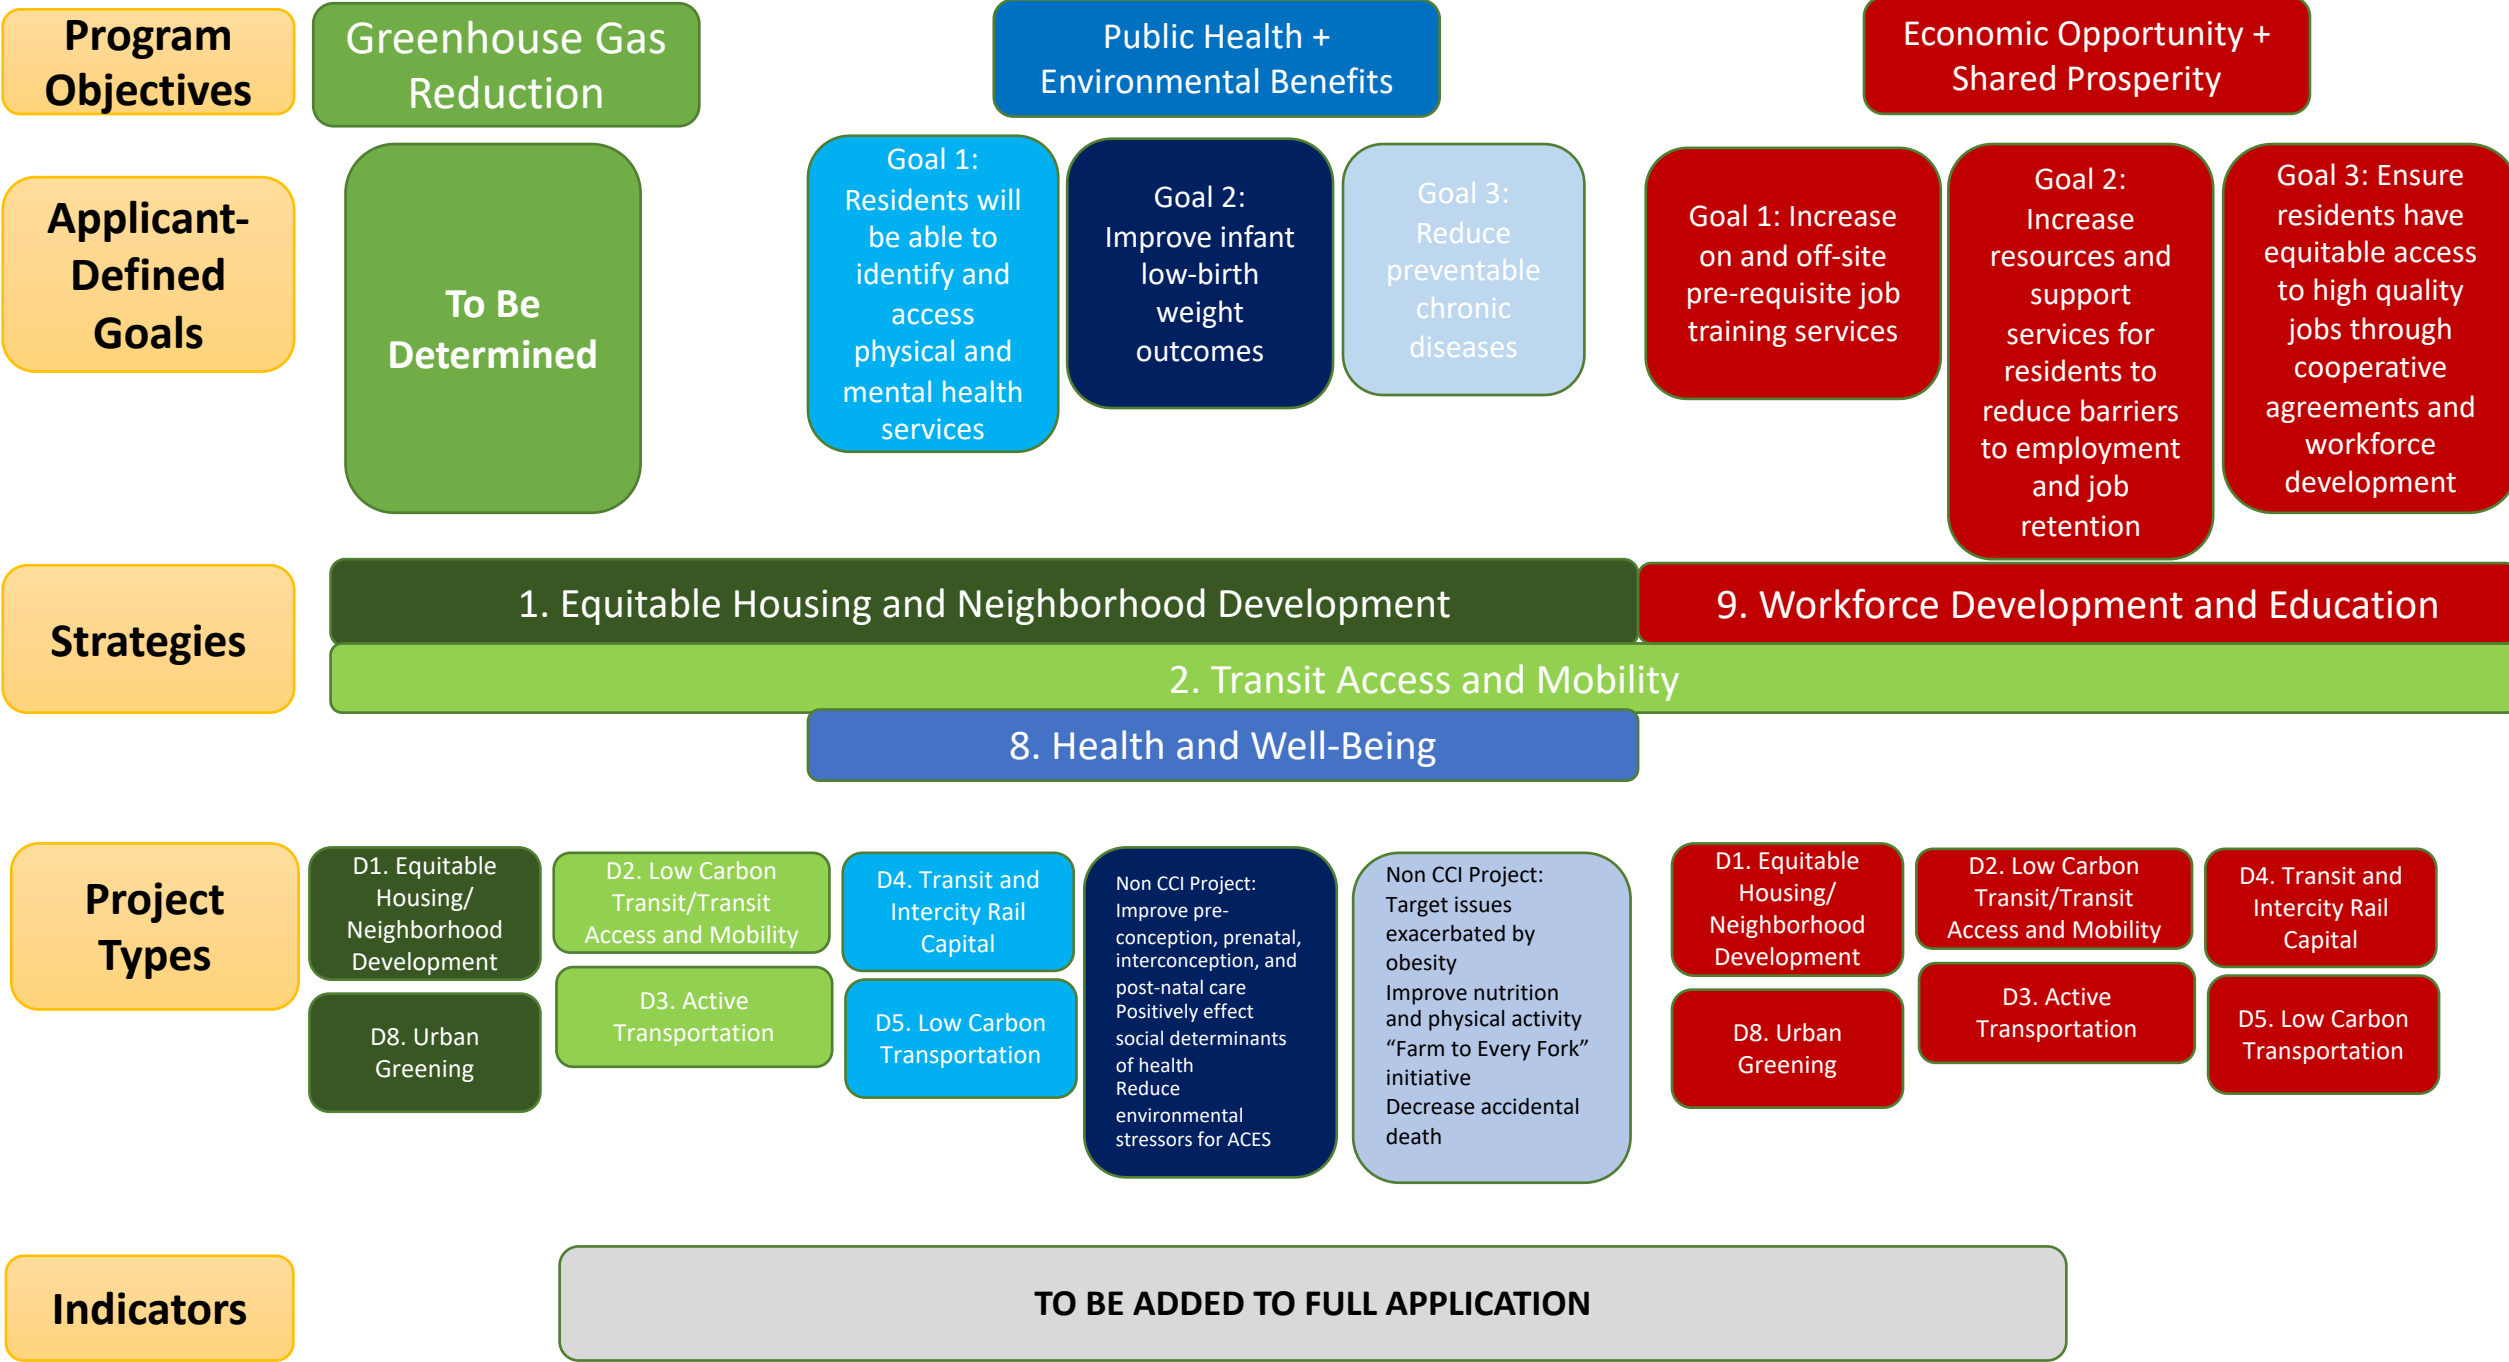 Program
Objectives
Greenhouse Gas
Reduction
Public Health +
Environmental Benefits
Economic Opportunity +
Shared Prosperity
Applicant-
Defined
Goals
To Be
Determined
Goal 1:
Residents will
be able to
identify and
access
physical and
mental health
services
Goal 2:
Improve infant
low-birth
weight
outcomes
Goal 3:
Reduce
preventable
chronic
diseases
Goal 1: Increase
on and off-site
pre-requisite job
training services
Goal 2:
Increase
resources and
support
services for
residents to
reduce barriers
to employment
and job
retention
Goal 3: Ensure
residents have
equitable access
to high quality
jobs through
cooperative
agreements and
workforce
development
Strategies
1. Equitable Housing and Neighborhood Development
9. Workforce Development and Education
2. Transit Access and Mobility
8. Health and Well-Being
Project
Types
D1. Equitable
Housing/
Neighborhood
Development
D8. Urban
Greening
D2. Low Carbon
Transit/Transit
Access and Mobility
D3. Active
Transportation
D4. Transit and
Intercity Rail
Capital
D5. Low Carbon
Transportation
Non CCI Project:
Improve pre-
conception, prenatal,
interconception, and
post-natal care
Positively effect
social determinants
of health
Reduce
environmental
stressors for ACES
Non CCI Project:
Target issues
exacerbated by
obesity
Improve nutrition
and physical activity
“Farm to Every Fork”
initiative
Decrease accidental
death
D1. Equitable
Housing/
Neighborhood
Development
D8. Urban
Greening
D2. Low Carbon
Transit/Transit
Access and Mobility
D3. Active
Transportation
D4. Transit and
Intercity Rail
Capital
D5. Low Carbon
Transportation
Indicators
TO BE ADDED TO FULL APPLICATION